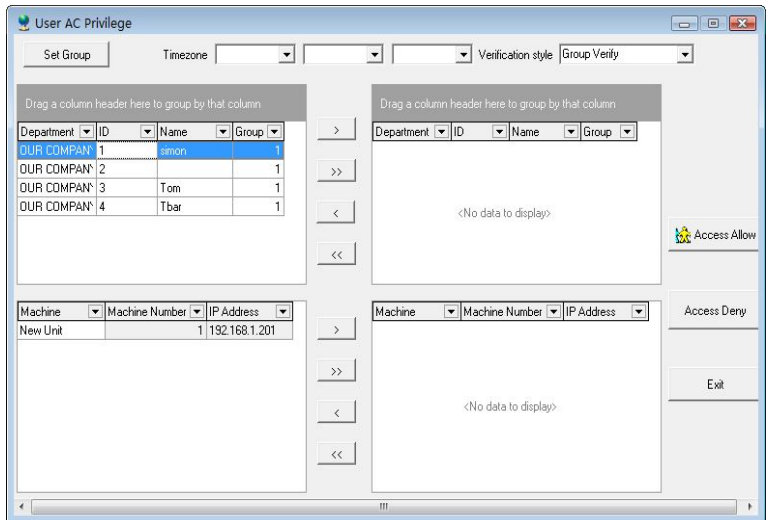 User AC Privilege
Set Group Timezone Verification style Group Verify
Drag a column header here to group by that column
Department ID Name Group
OUR COMPAN 1 simon 1
OUR COMPAN 2 1
OUR COMPAN 3 Tom 1
OUR COMPAN 4 Tbar 1
>
>>
<
<<
Drag a column header here to group by that column
Department ID Name Group
<No data to display>
Machine Machine Number IP Address
New Unit 1 192.168.1.201
>
>>
<
<<
Machine Machine Number IP Address
<No data to display>
Access Allow
Access Deny
Exit